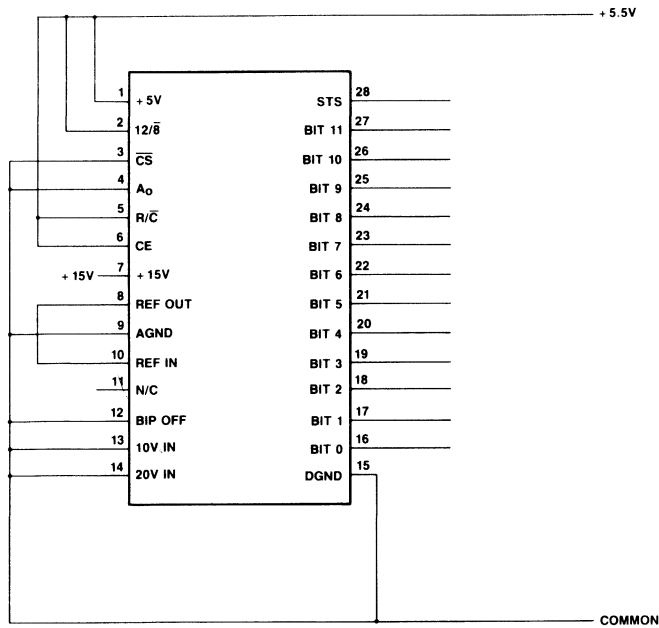 + 5.5V
1 + 5V
2 12/8̅
3 C̅S̅
4 Ao
5 R/C̅
6 CE
+ 15V 7 + 15V
8 REF OUT
9 AGND
10 REF IN
11 N/C
12 BIP OFF
13 10V IN
14 20V IN
STS 28
BIT 11 27
BIT 10 26
BIT 9 25
BIT 8 24
BIT 7 23
BIT 6 22
BIT 5 21
BIT 4 20
BIT 3 19
BIT 2 18
BIT 1 17
BIT 0 16
DGND 15
COMMON